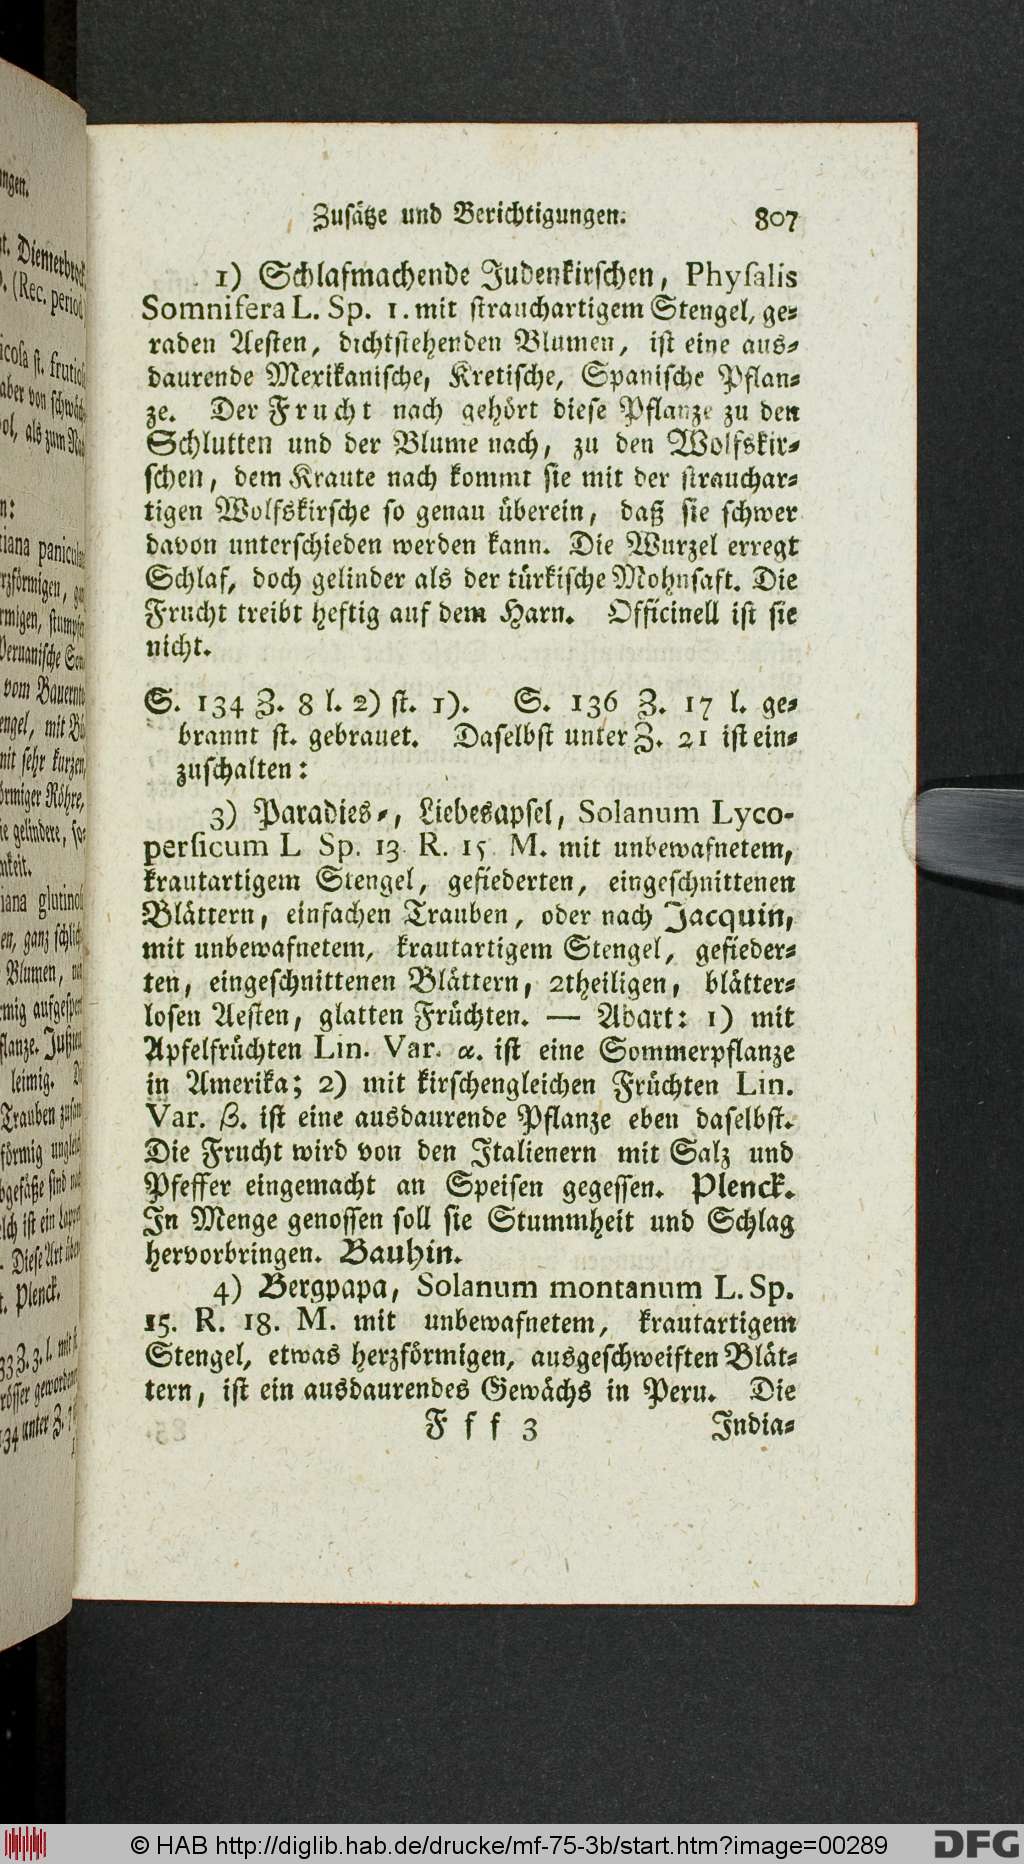 Zusätze und Berichtigungen. 807
1) Schlafmachende Judenkirschen, Physalis
Somnifera L. Sp. 1. mit strauchartigem Stengel, ge-
raden Aesten, dichtstehenden Blumen, ist eine aus-
daurende Mexikanische, Kretische, Spanische Pflan-
ze. Der Frucht nach gehört diese Pflanze zu den
Schlutten und der Blume nach, zu den Wolfskir-
schen, dem Kraute nach kommt sie mit der strauchar-
tigen Wolfskirsche so genau überein, daß sie schwer
davon unterschieden werden kann. Die Wurzel erregt
Schlaf, doch gelinder als der türkische Mohnsaft. Die
Frucht treibt heftig auf dem Harn. Officinell ist sie
nicht.
S. 134 Z. 8 l. 2) st. 1). S. 136 Z. 17 l. ge-
brannt st. gebrauet. Daselbst unter Z. 21 ist ein-
zuschalten:
3) Paradies-, Liebesapfel, Solanum Lyco-
persicum L Sp. 13 R. 15 M. mit unbewafnetem,
krautartigem Stengel, gefiederten, eingeschnittenen
Blättern, einfachen Trauben, oder nach Jacquin,
mit unbewafnetem, krautartigem Stengel, gefieder-
ten, eingeschnittenen Blättern, 2theiligen, blätter-
losen Aesten, glatten Früchten. — Abart: 1) mit
Apfelfrüchten Lin. Var. α. ist eine Sommerpflanze
in Amerika; 2) mit kirschengleichen Früchten Lin.
Var. β. ist eine ausdaurende Pflanze eben daselbst.
Die Frucht wird von den Italienern mit Salz und
Pfeffer eingemacht an Speisen gegessen. Plenck.
In Menge genossen soll sie Stummheit und Schlag
hervorbringen. Bauhin.
4) Bergpapa, Solanum montanum L. Sp.
15. R. 18. M. mit unbewafnetem, krautartigem
Stengel, etwas herzförmigen, ausgeschweiften Blät-
tern, ist ein ausdaurendes Gewächs in Peru. Die
F f f 3 India-
© HAB http://diglib.hab.de/drucke/mf-75-3b/start.htm?image=00289 DFG